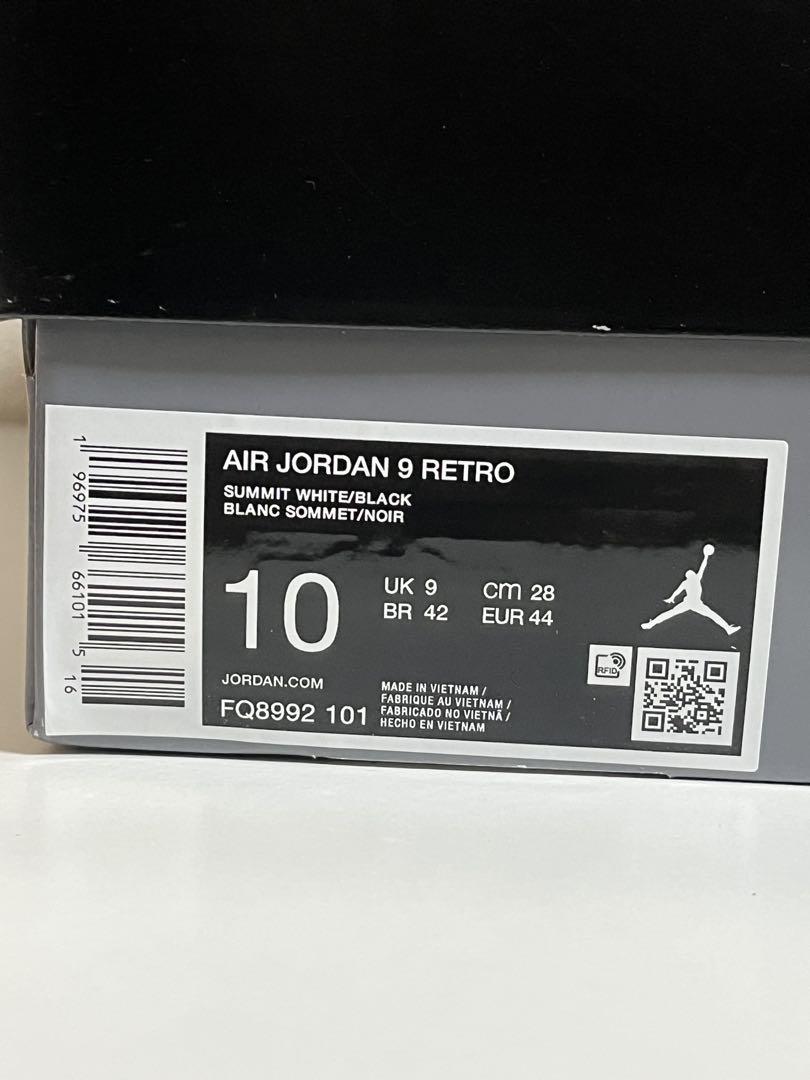 AIR JORDAN 9 RETRO
SUMMIT WHITE/BLACK
BLANC SOMMET/NOIR
10
UK 9 cm 28
BR 42 EUR 44
JORDAN.COM
FQ8992 101
MADE IN VIETNAM /
FABRIQUE AU VIETNAM /
FABRICADO NO VIETNÃ /
HECHO EN VIETNAM
RFID
1 96975 66101 5 16